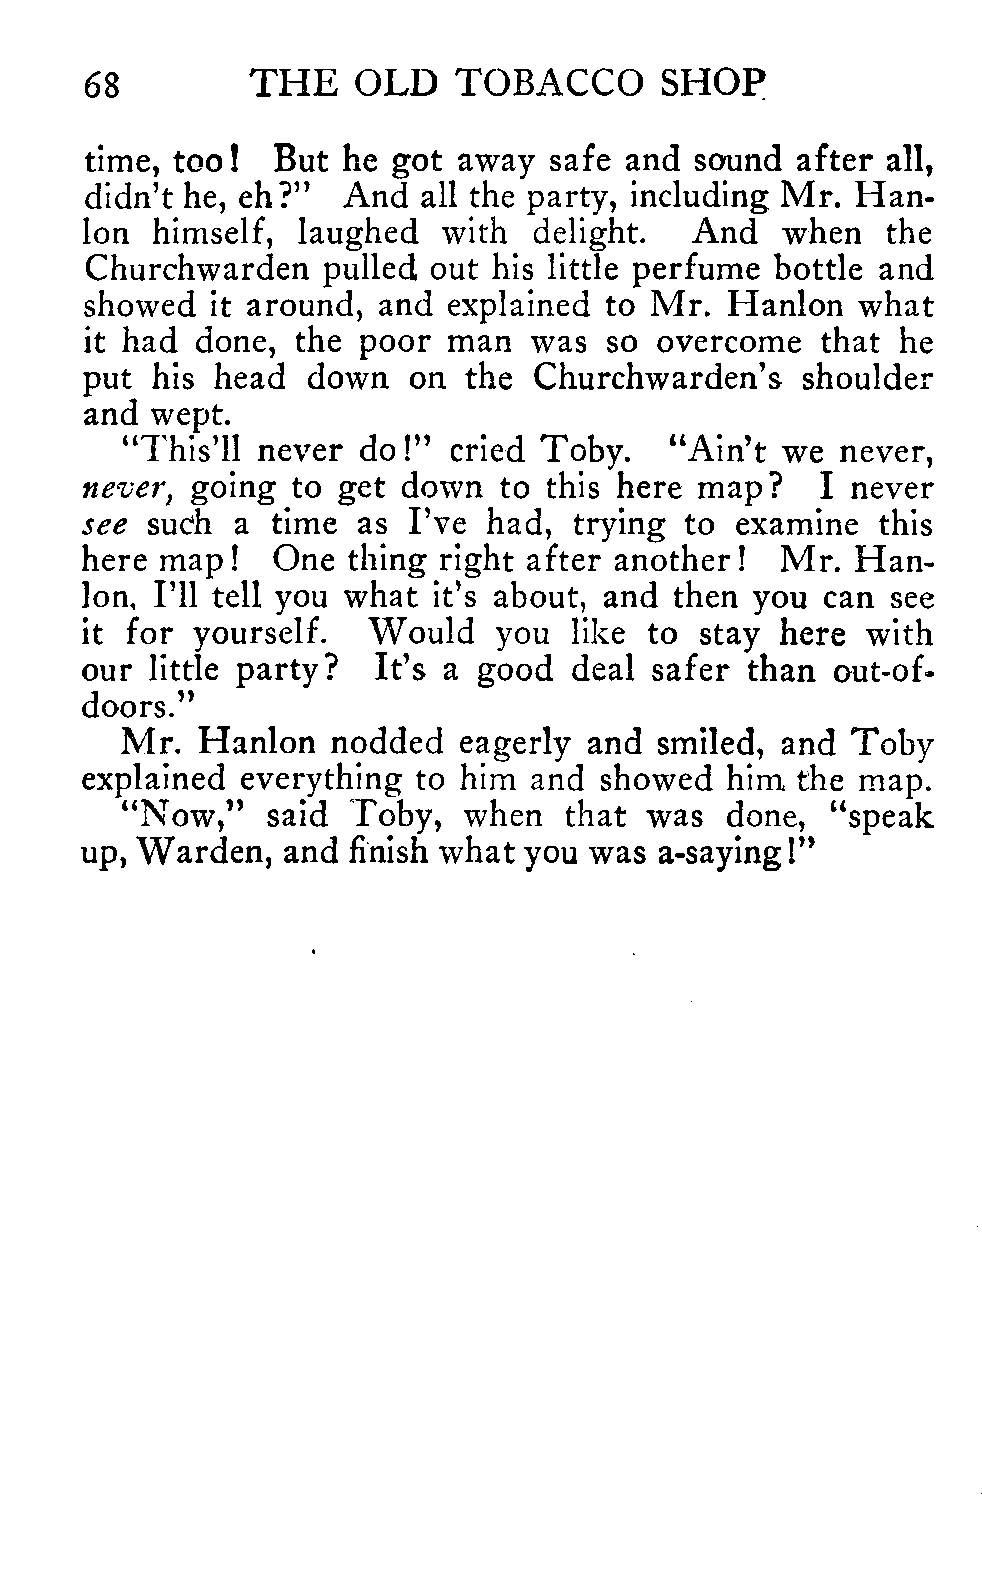 68 THE OLD TOBACCO SHOP
time, too! But he got away safe and sound after all,
didn't he, eh?" And all the party, including Mr. Han-
lon himself, laughed with delight. And when the
Churchwarden pulled out his little perfume bottle and
showed it around, and explained to Mr. Hanlon what
it had done, the poor man was so overcome that he
put his head down on the Churchwarden's shoulder
and wept.
"This'll never do!" cried Toby. "Ain't we never,
never, going to get down to this here map? I never
see such a time as I've had, trying to examine this
here map! One thing right after another! Mr. Han-
lon, I'll tell you what it's about, and then you can see
it for yourself. Would you like to stay here with
our little party? It's a good deal safer than out-of-
doors."
Mr. Hanlon nodded eagerly and smiled, and Toby
explained everything to him and showed him the map.
"Now," said Toby, when that was done, "speak
up, Warden, and finish what you was a-saying!"